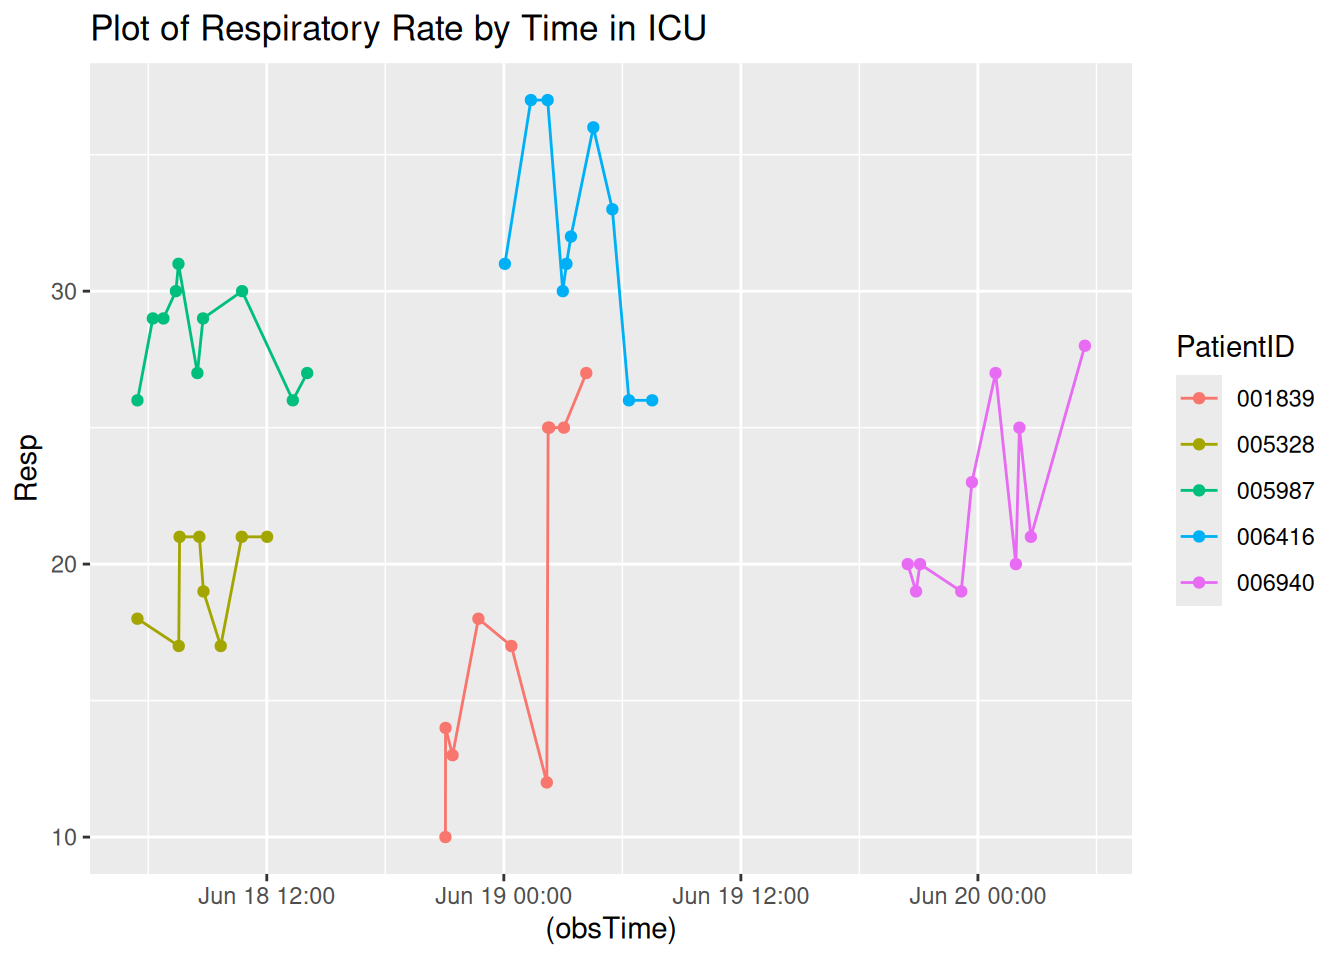 Plot of Respiratory Rate by Time in ICU
Resp
30
20
10
Jun 18 12:00
Jun 19 00:00
Jun 19 12:00
Jun 20 00:00
(obsTime)
PatientID
001839
005328
005987
006416
006940